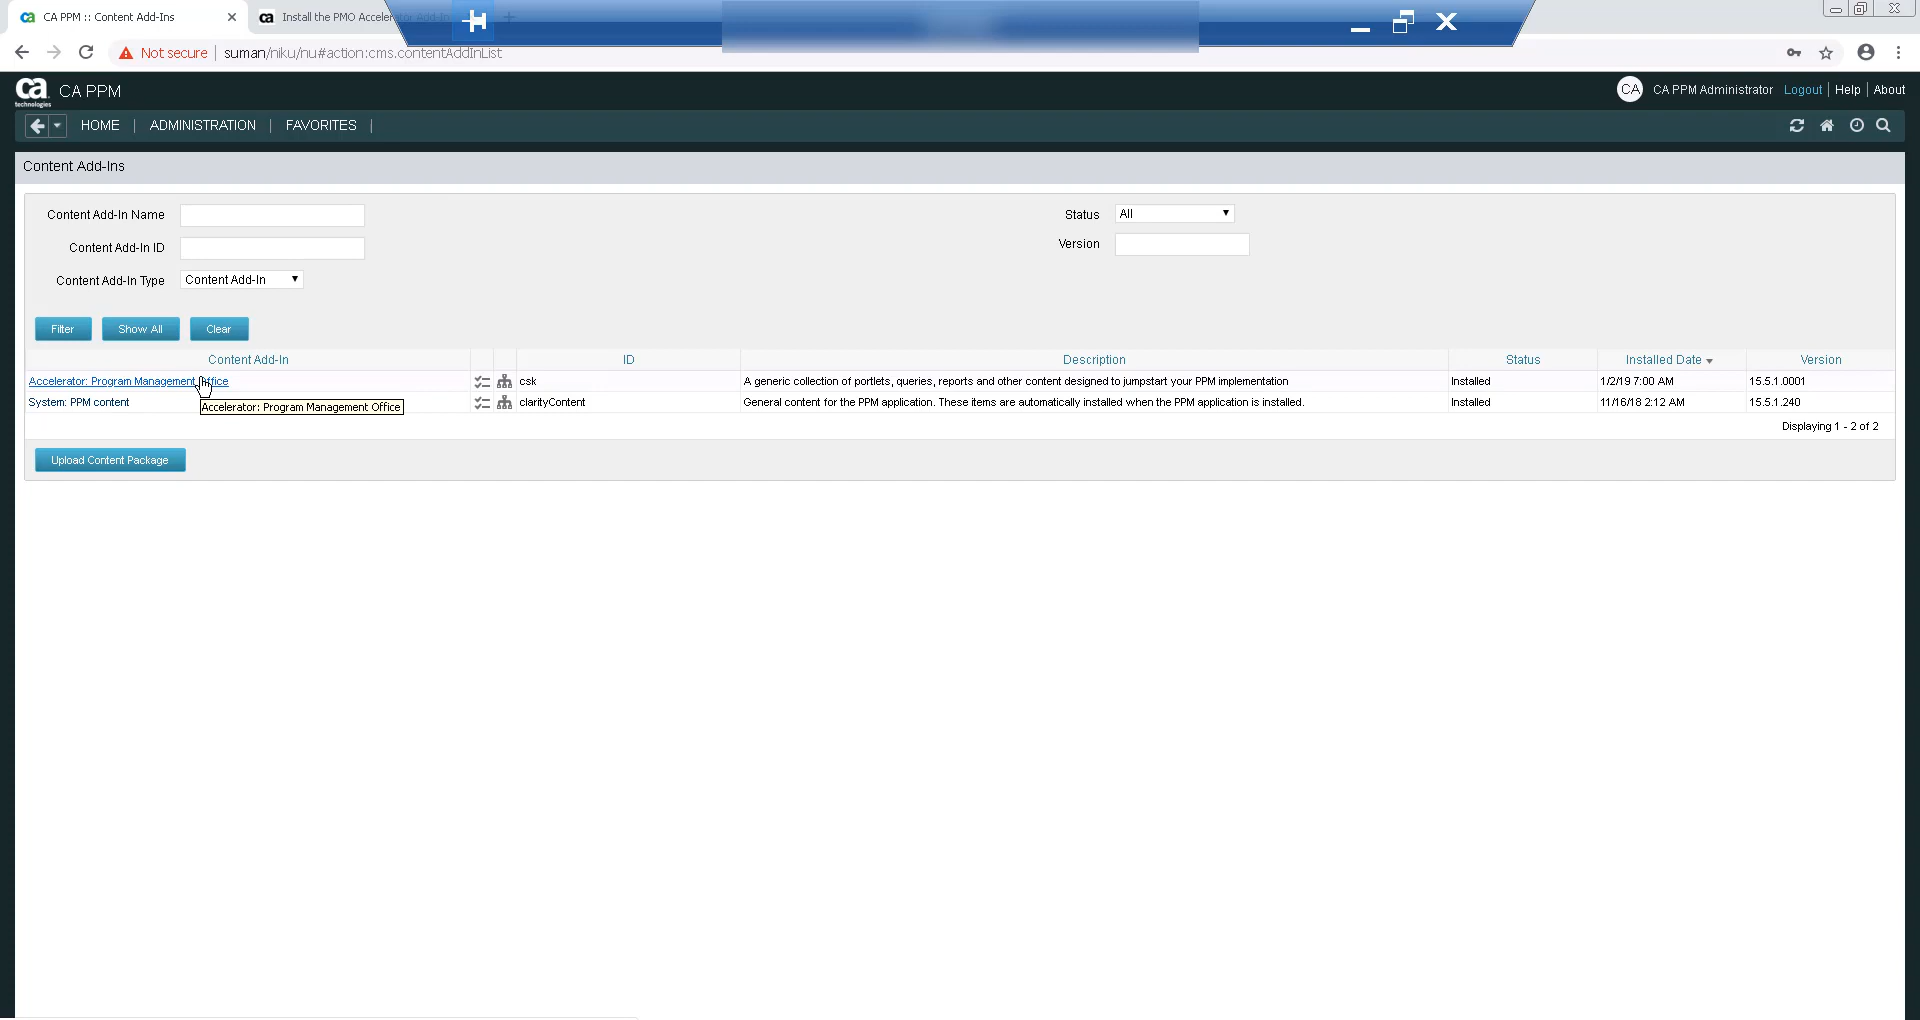 CA PPM :: Content Add-Ins
Install the PMO Accelerator Add-In
Not secure | suman/niku/nu#action:cms.contentAddInList
ca technologies CA PPM
CA CA PPM Administrator Logout | Help | About
HOME | ADMINISTRATION | FAVORITES |
Content Add-Ins
Content Add-In Name
Status All
Content Add-In ID
Version
Content Add-In Type Content Add-In
Filter Show All Clear
Content Add-In ID Description Status Installed Date Version
Accelerator: Program Management Office csk A generic collection of portlets, queries, reports and other content designed to jumpstart your PPM implementation Installed 1/2/19 7:00 AM 15.5.1.0001
System: PPM content clarityContent General content for the PPM application. These items are automatically installed when the PPM application is installed. Installed 11/16/18 2:12 AM 15.5.1.240
Accelerator: Program Management Office
Displaying 1 - 2 of 2
Upload Content Package